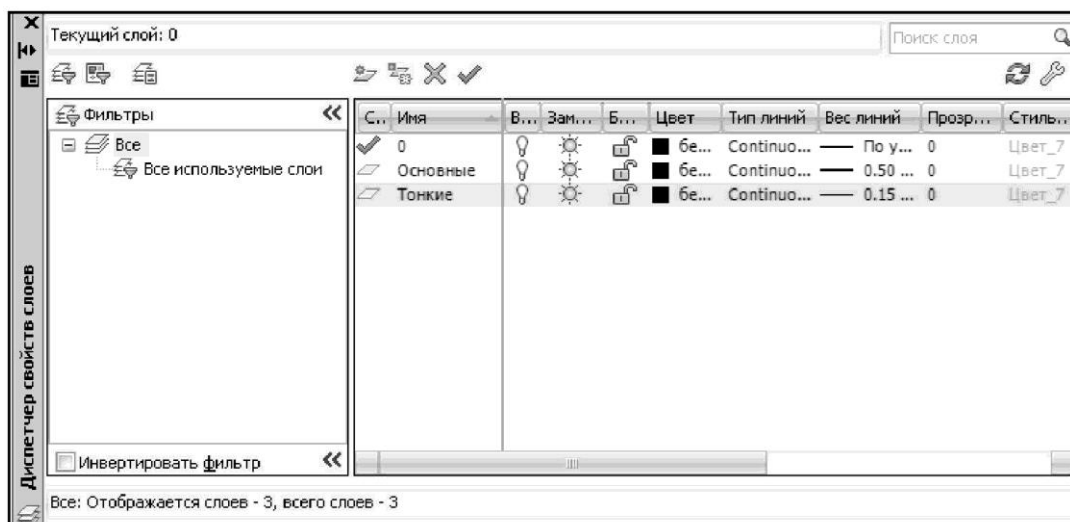 Текущий слой: 0
Поиск слоя
Фильтры
Все
Все используемые слои
Инвертировать фильтр
С.. Имя В... Зам... Б... Цвет Тип линий Вес линий Прозр... Стиль..
0 бе... Continuo... По у... 0 Цвет_7
Основные бе... Continuo... 0.50 ... 0 Цвет_7
Тонкие бе... Continuo... 0.15 ... 0 Цвет_7
Все: Отображается слоев - 3, всего слоев - 3
Диспетчер свойств слоев